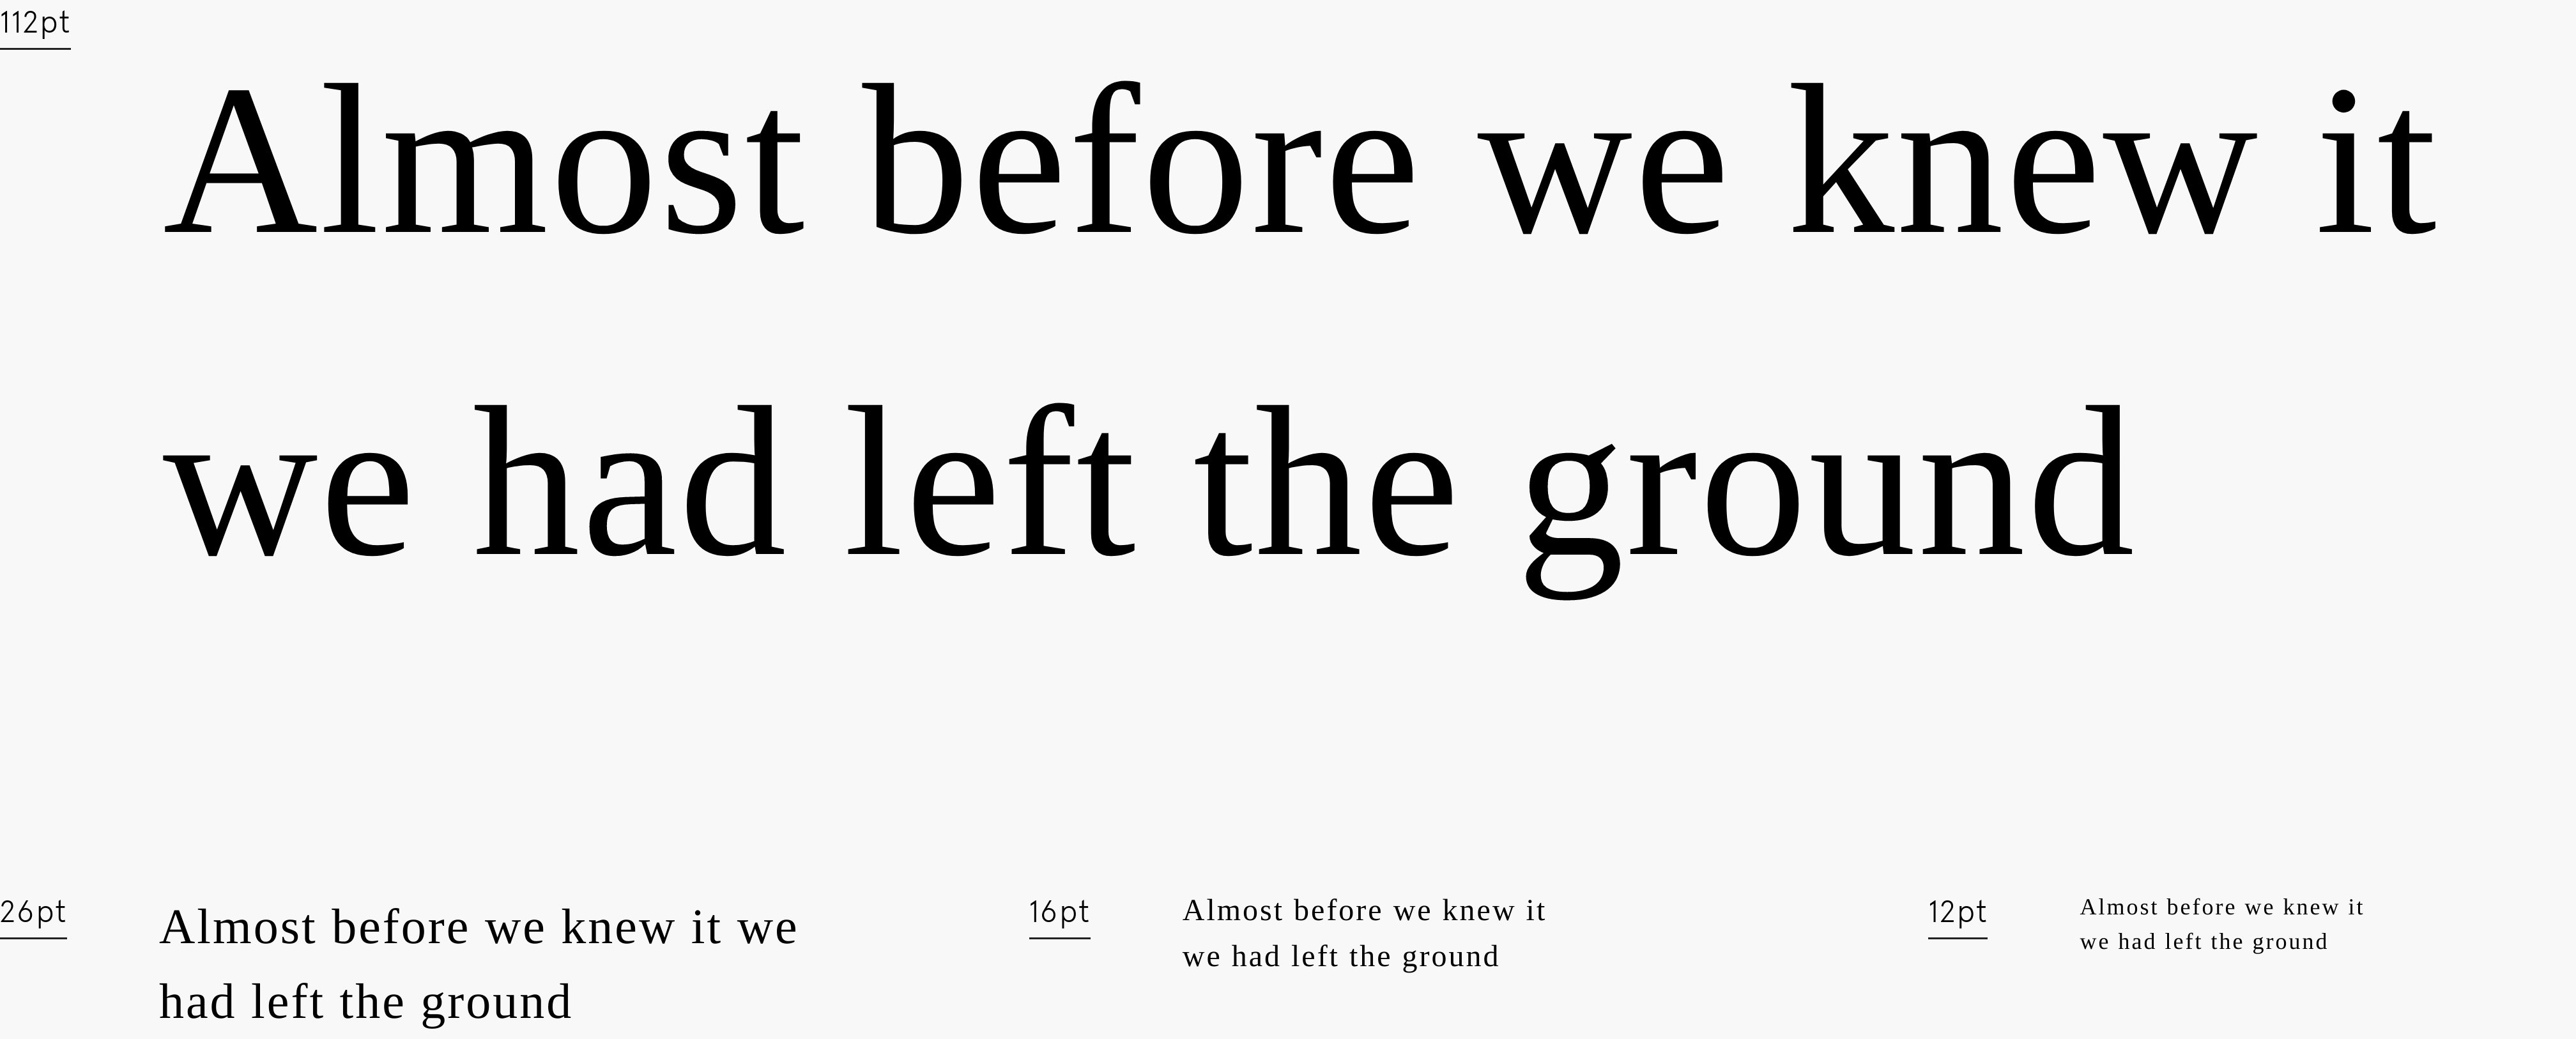 112pt
Almost before we knew it
we had left the ground
26pt
Almost before we knew it we
had left the ground
16pt
Almost before we knew it
we had left the ground
12pt
Almost before we knew it
we had left the ground